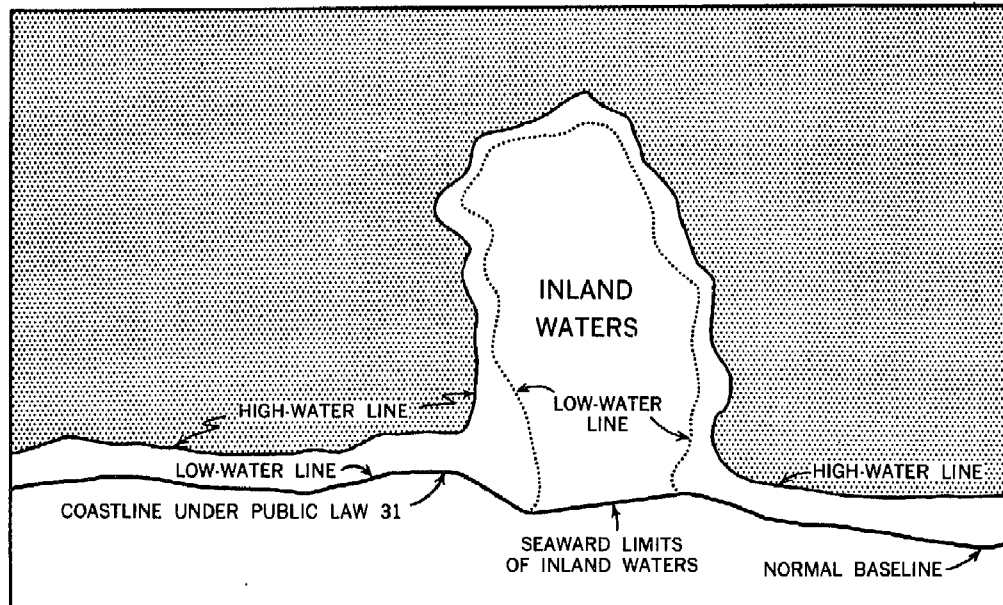 INLAND
WATERS
HIGH-WATER LINE
LOW-WATER
LINE
LOW-WATER LINE
HIGH-WATER LINE
COASTLINE UNDER PUBLIC LAW 31
SEAWARD LIMITS
OF INLAND WATERS
NORMAL BASELINE